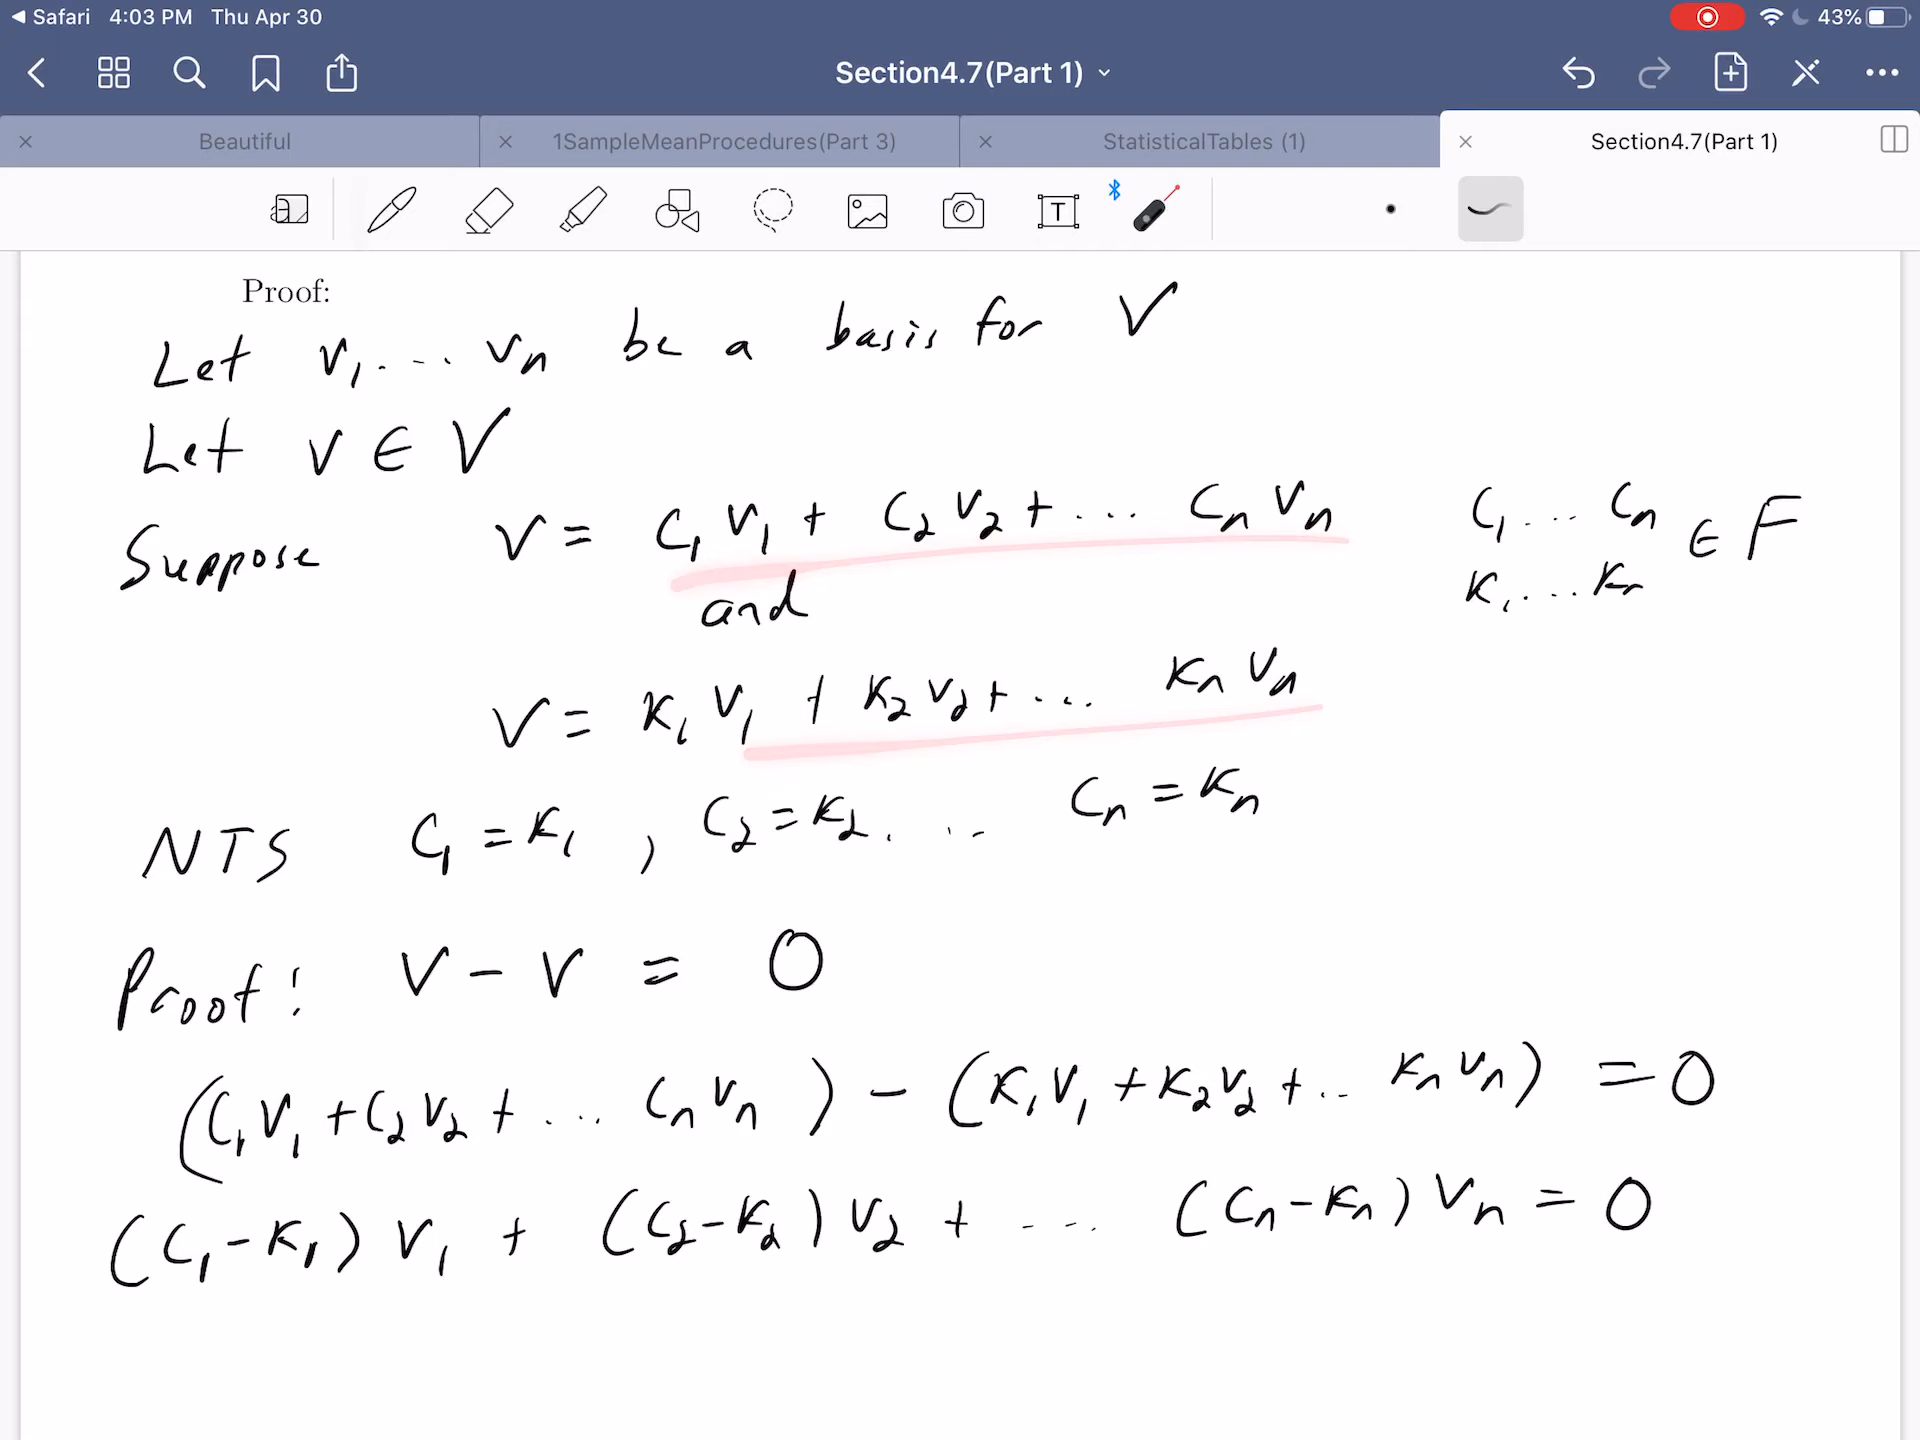 Safari 4:03 PM Thu Apr 30 43%
Section4.7(Part 1)
Beautiful 1SampleMeanProcedures(Part 3) StatisticalTables (1) Section4.7(Part 1)
a T
Proof:
Let v₁... vₙ be a basis for V
Let v ∈ V
Suppose v = c₁v₁ + c₂v₂ + ... cₙvₙ c₁... cₙ ∈ F
and k₁...kₙ
v = k₁v₁ + k₂v₂ + ... kₙvₙ
NTS c₁ = k₁ , c₂ = k₂. ... cₙ = kₙ
Proof: v - v = 0
(c₁v₁ + c₂v₂ + ... cₙvₙ) - (k₁v₁ + k₂v₂ + .. kₙvₙ) = 0
(c₁-k₁)v₁ + (c₂-k₂)v₂ + ... (cₙ-kₙ)vₙ = 0